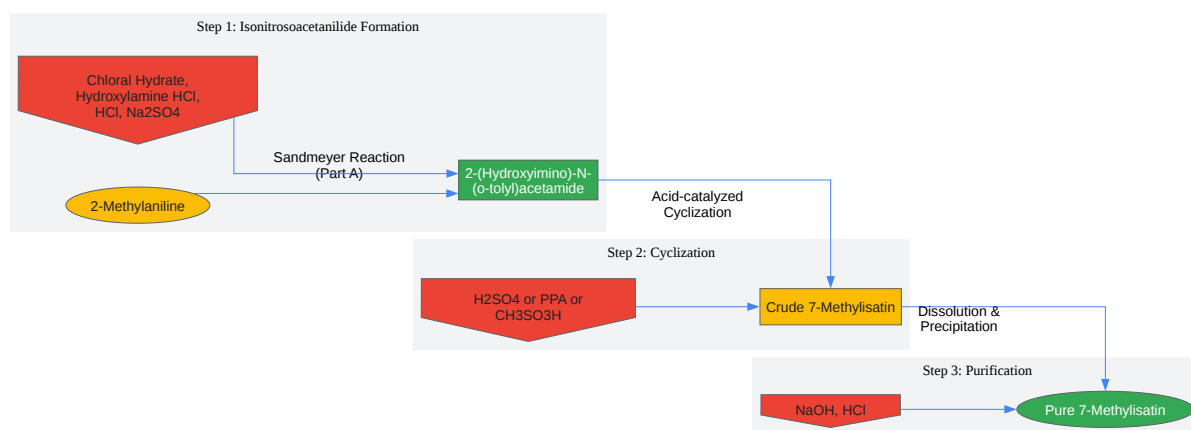 Step 1: Isonitrosoacetanilide Formation
Chloral Hydrate,
Hydroxylamine HCl,
HCl, Na2SO4
Sandmeyer Reaction
(Part A)
2-Methylaniline
2-(Hydroxyimino)-N-
(o-tolyl)acetamide
Acid-catalyzed
Cyclization
Step 2: Cyclization
H2SO4 or PPA or
CH3SO3H
Crude 7-Methylisatin
Dissolution &
Precipitation
Step 3: Purification
NaOH, HCl
Pure 7-Methylisatin